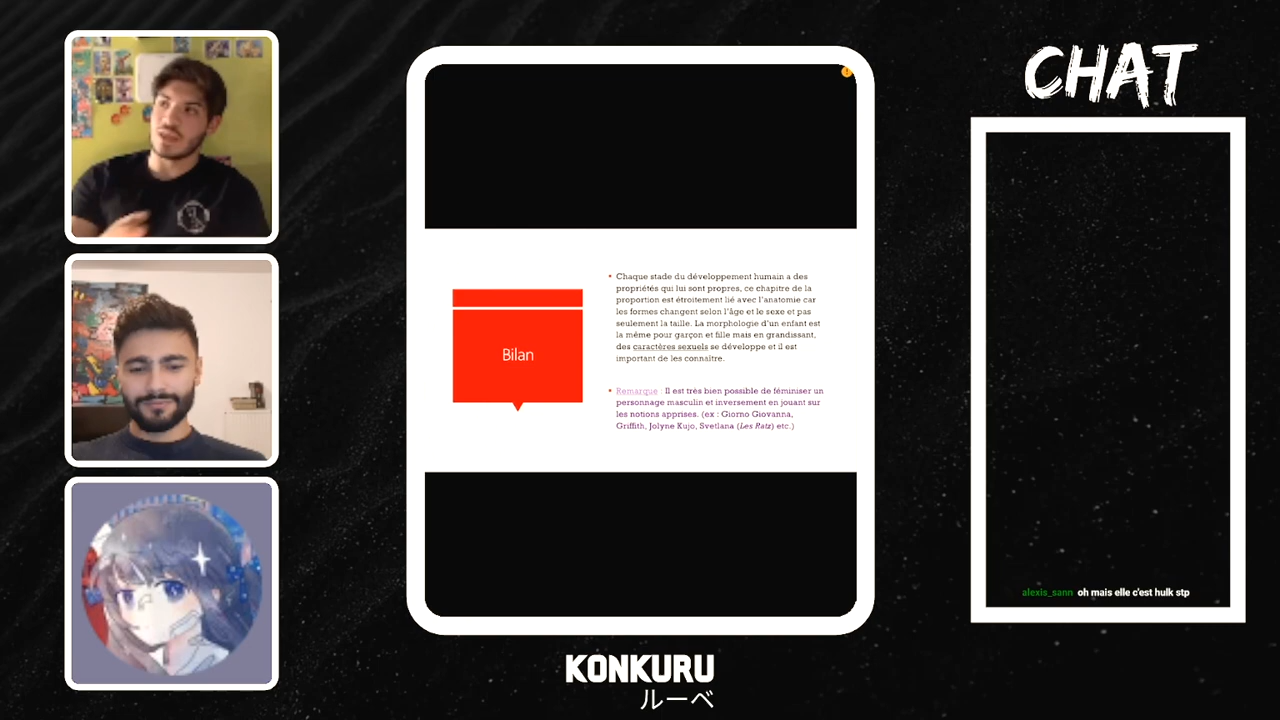 CHAT
Bilan
• Chaque stade du développement humain a des
propriétés qui lui sont propres, ce chapitre de la
proportion est étroitement lié avec l'anatomie car
les formes changent selon l'âge et le sexe et pas
seulement la taille. La morphologie d'un enfant est
la même pour garçon et fille mais en grandissant,
des caractères sexuels se développe et il est
important de les connaître.
• Remarque : Il est très bien possible de féminiser un
personnage masculin et inversement en jouant sur
les notions apprises. (ex : Giorno Giovanna,
Griffith, Jolyne Kujo, Svetlana (Les Ratz) etc.)
alexis_sann oh mais elle c'est hulk stp
KONKURU
ルーベ